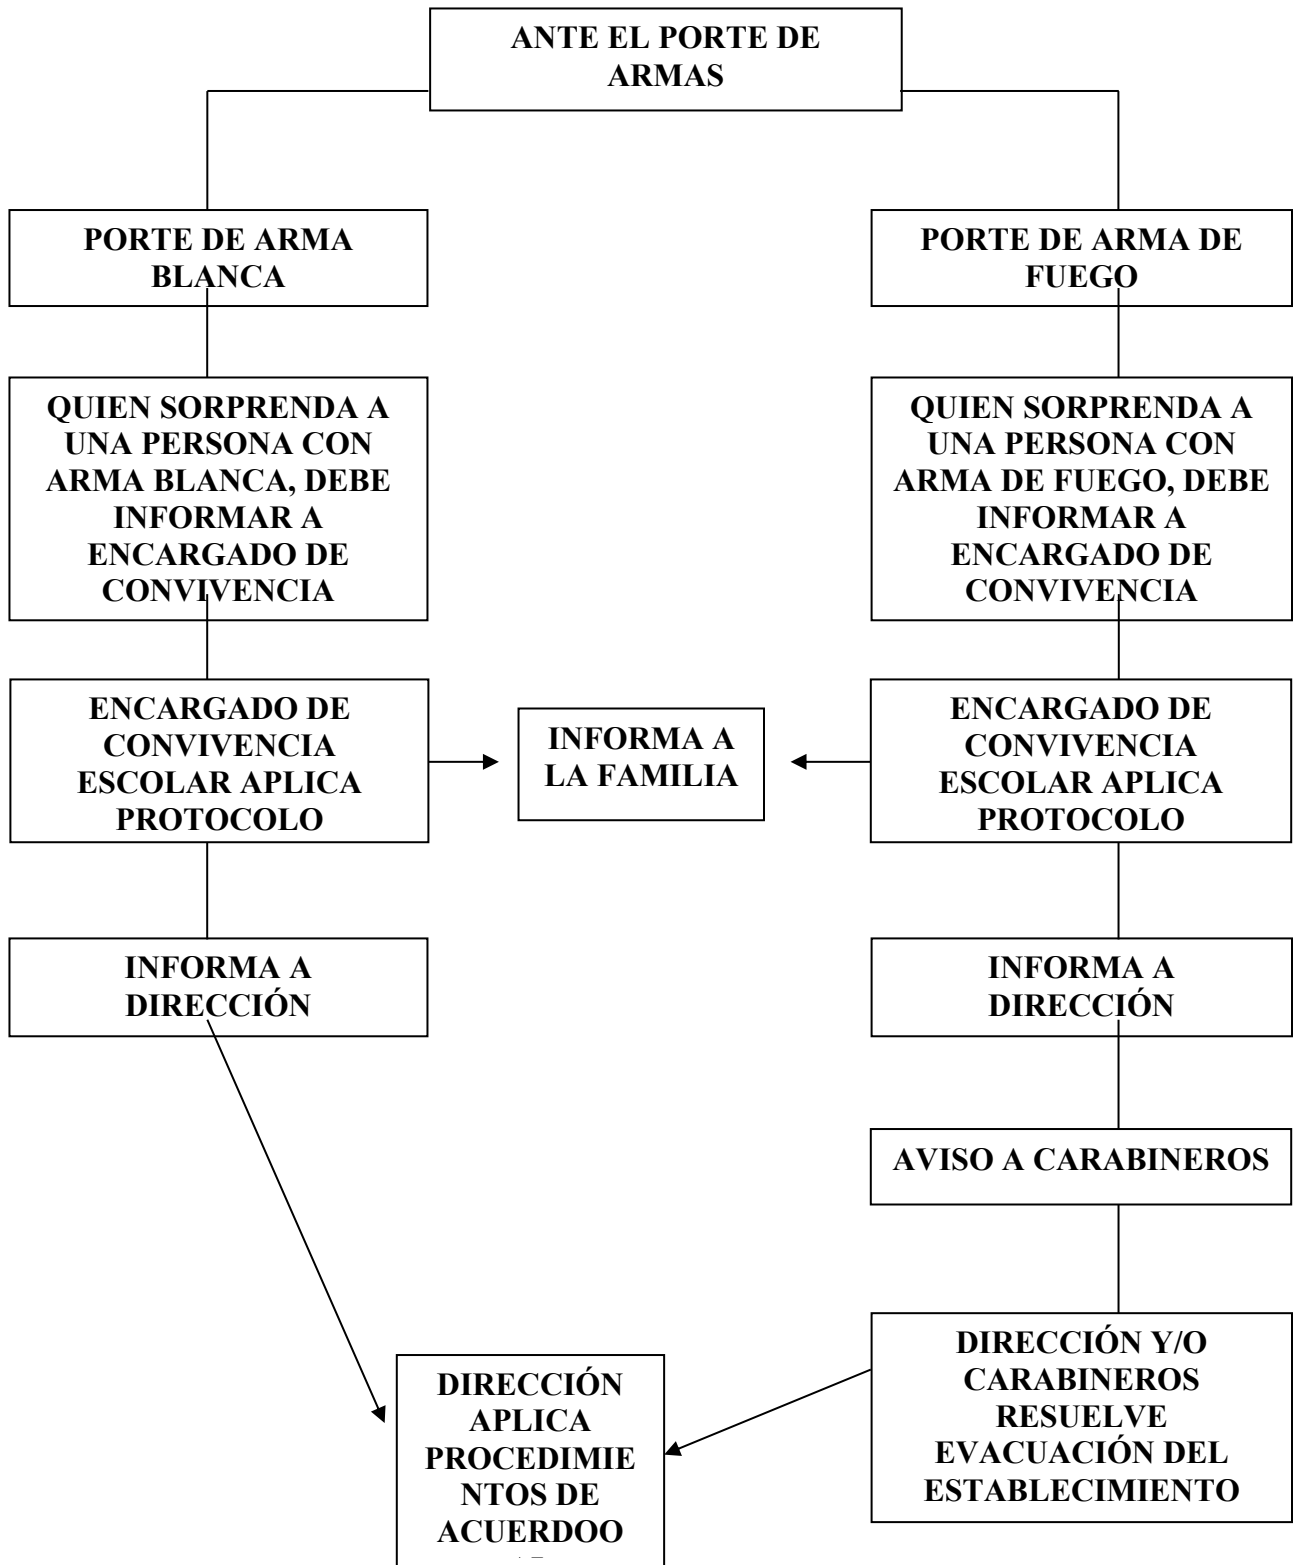 ANTE EL PORTE DE
ARMAS
PORTE DE ARMA
BLANCA
PORTE DE ARMA DE
FUEGO
QUIEN SORPRENDA A
UNA PERSONA CON
ARMA BLANCA, DEBE
INFORMAR A
ENCARGADO DE
CONVIVENCIA
QUIEN SORPRENDA A
UNA PERSONA CON
ARMA DE FUEGO, DEBE
INFORMAR A
ENCARGADO DE
CONVIVENCIA
ENCARGADO DE
CONVIVENCIA
ESCOLAR APLICA
PROTOCOLO
INFORMA A
LA FAMILIA
ENCARGADO DE
CONVIVENCIA
ESCOLAR APLICA
PROTOCOLO
INFORMA A
DIRECCIÓN
INFORMA A
DIRECCIÓN
AVISO A CARABINEROS
DIRECCIÓN Y/O
CARABINEROS
RESUELVE
EVACUACIÓN DEL
ESTABLECIMIENTO
DIRECCIÓN
APLICA
PROCEDIMIE
NTOS DE
ACUERDOO